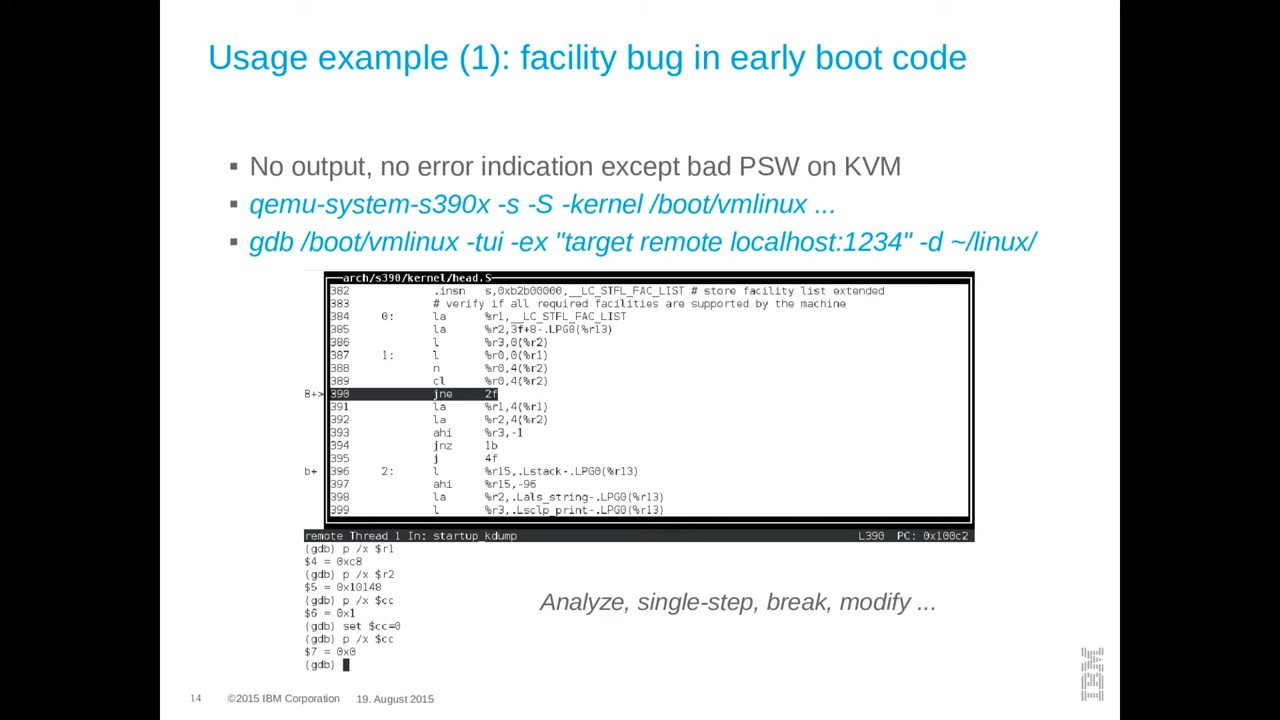 Usage example (1): facility bug in early boot code
▪ No output, no error indication except bad PSW on KVM
▪ qemu-system-s390x -s -S -kernel /boot/vmlinux ...
▪ gdb /boot/vmlinux -tui -ex "target remote localhost:1234" -d ~/linux/
arch/s390/kernel/head.S
382 .insn s,0xb2b00000,__LC_STFL_FAC_LIST # store facility list extended
383 # verify if all required facilities are supported by the machine
384 0: la %r1,__LC_STFL_FAC_LIST
385 la %r2,3f+8-.LPG0(%r13)
386 l %r3,0(%r2)
387 1: l %r0,0(%r1)
388 n %r0,4(%r2)
389 cl %r0,4(%r2)
B+> 390 jne 2f
391 la %r1,4(%r1)
392 la %r2,4(%r2)
393 ahi %r3,-1
394 jnz 1b
395 j 4f
b+ 396 2: l %r15,.Lstack-.LPG0(%r13)
397 ahi %r15,-96
398 la %r2,.Lals_string-.LPG0(%r13)
399 l %r3,.Lsclp_print-.LPG0(%r13)
remote Thread 1 In: startup_kdump L390 PC: 0x100c2
(gdb) p /x $r1
$4 = 0xc8
(gdb) p /x $r2
$5 = 0x10148
(gdb) p /x $cc
$6 = 0x1
(gdb) set $cc=0
(gdb) p /x $cc
$7 = 0x0
(gdb)
Analyze, single-step, break, modify ...
14 ©2015 IBM Corporation 19. August 2015
IBM